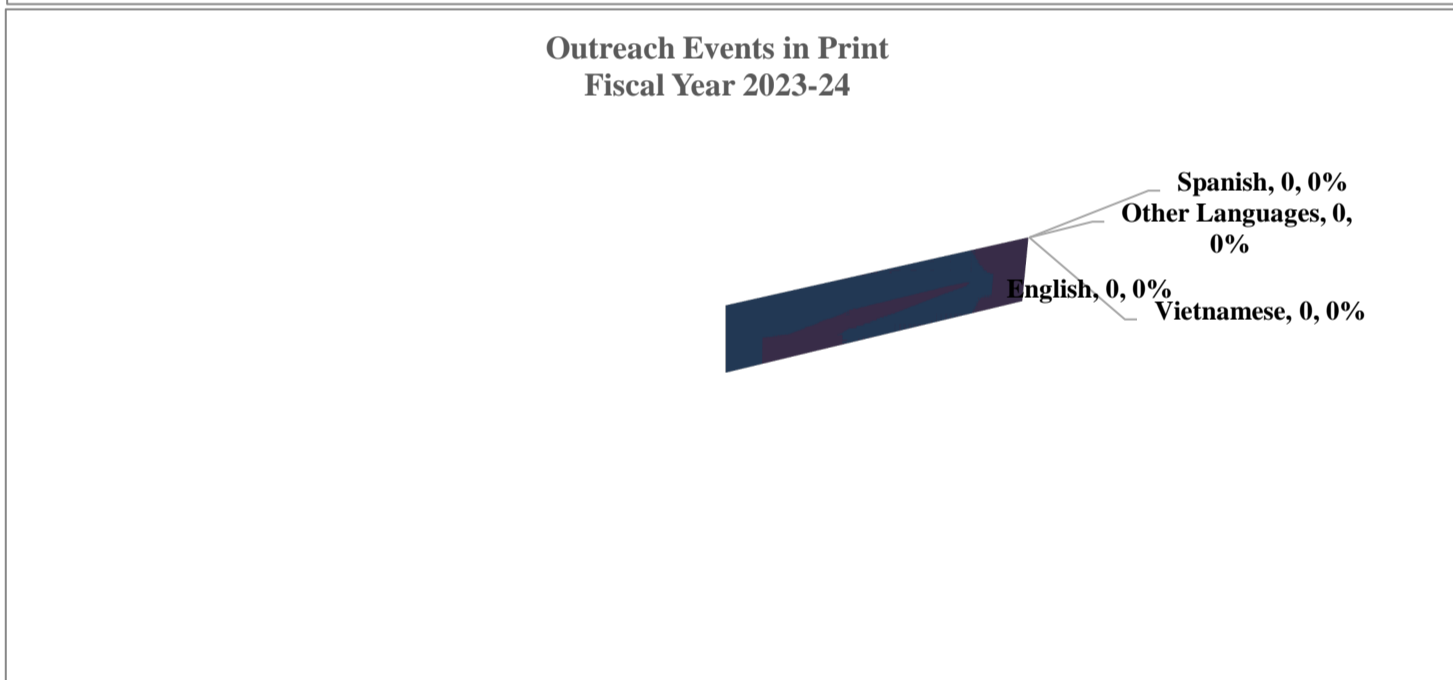 Outreach Events in Print
Fiscal Year 2023-24
Spanish, 0, 0%
Other Languages, 0,
0%
English, 0, 0%
Vietnamese, 0, 0%